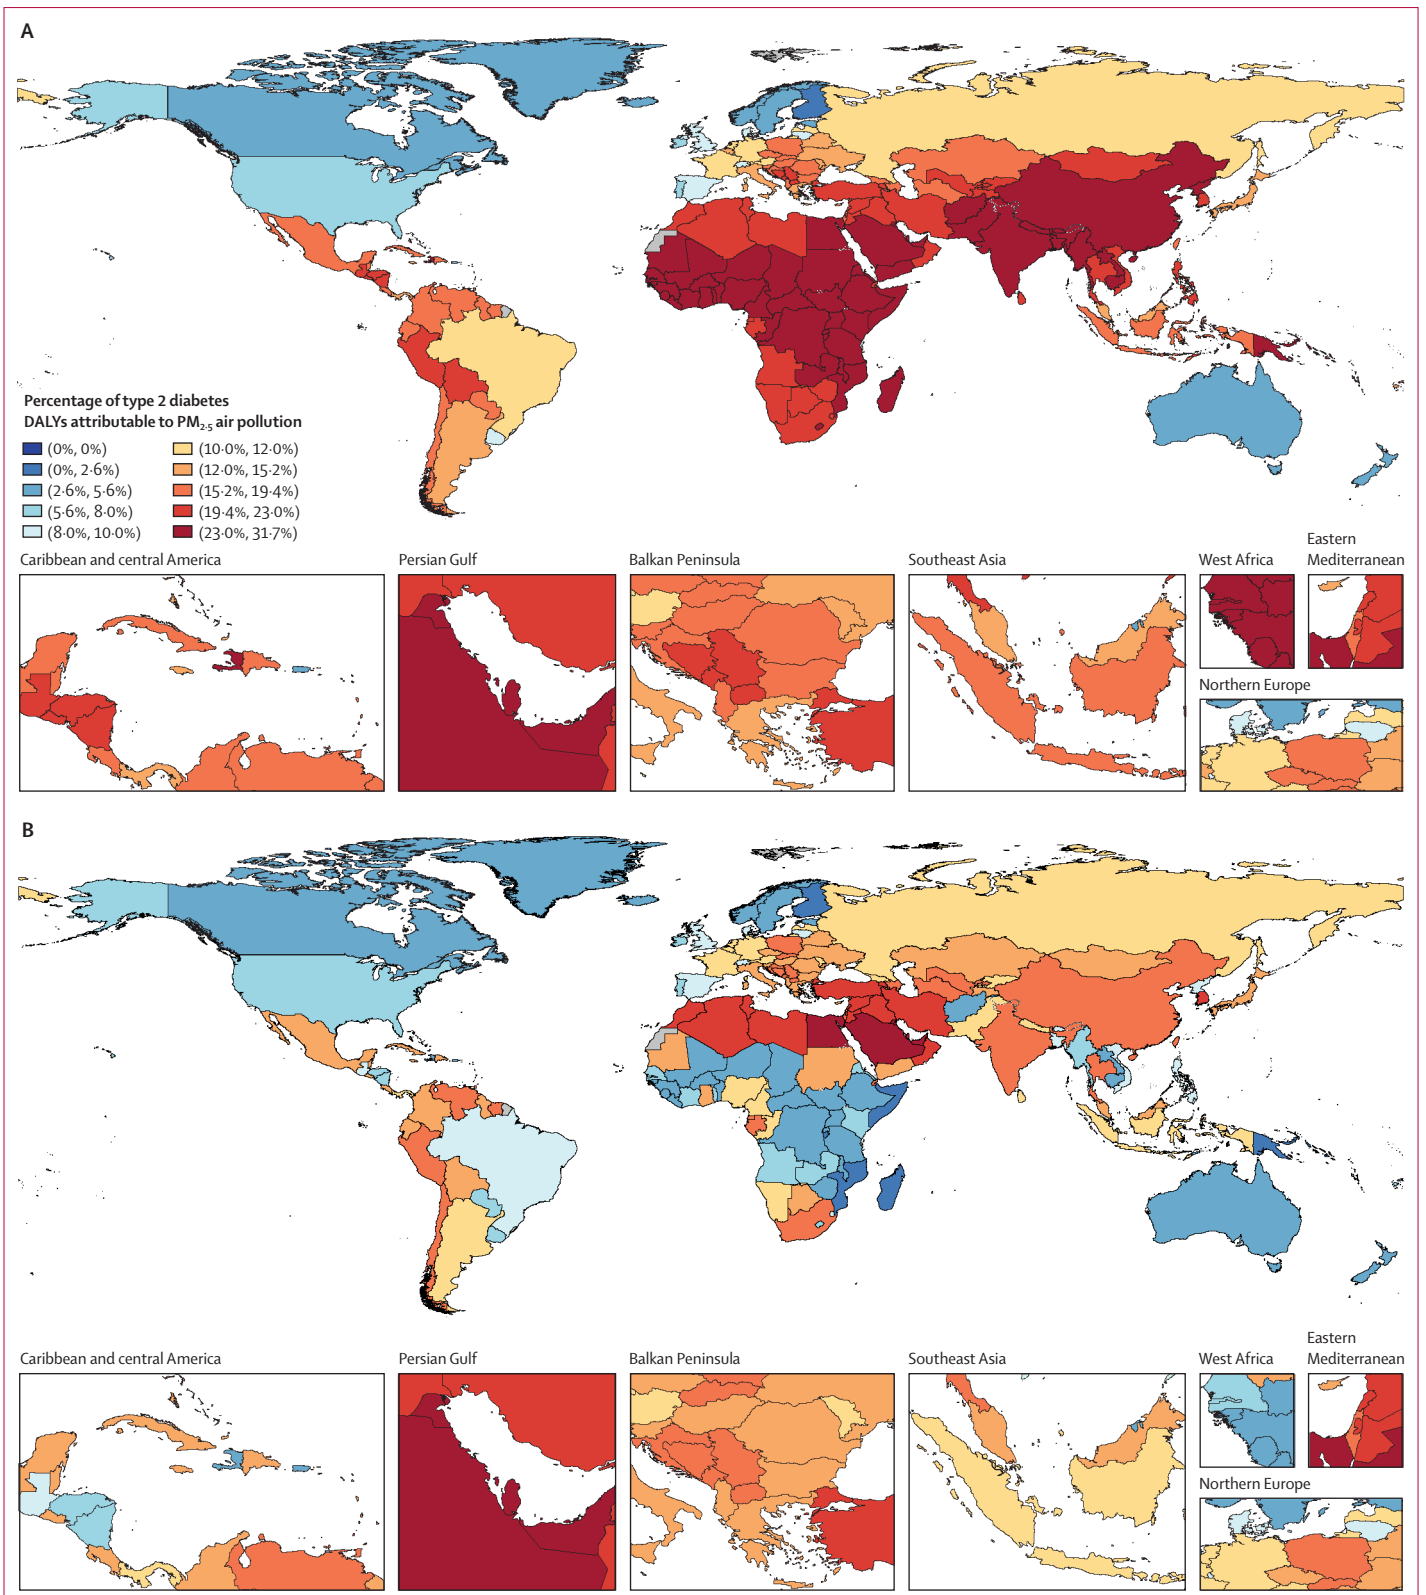 A
Percentage of type 2 diabetes
DALYs attributable to PM₂·₅ air pollution
(0%, 0%)
(0%, 2·6%)
(2·6%, 5·6%)
(5·6%, 8·0%)
(8·0%, 10·0%)
(10·0%, 12·0%)
(12·0%, 15·2%)
(15·2%, 19·4%)
(19·4%, 23·0%)
(23·0%, 31·7%)
Caribbean and central America
Persian Gulf
Balkan Peninsula
Southeast Asia
West Africa
Eastern
Mediterranean
Northern Europe
B
Caribbean and central America
Persian Gulf
Balkan Peninsula
Southeast Asia
West Africa
Eastern
Mediterranean
Northern Europe